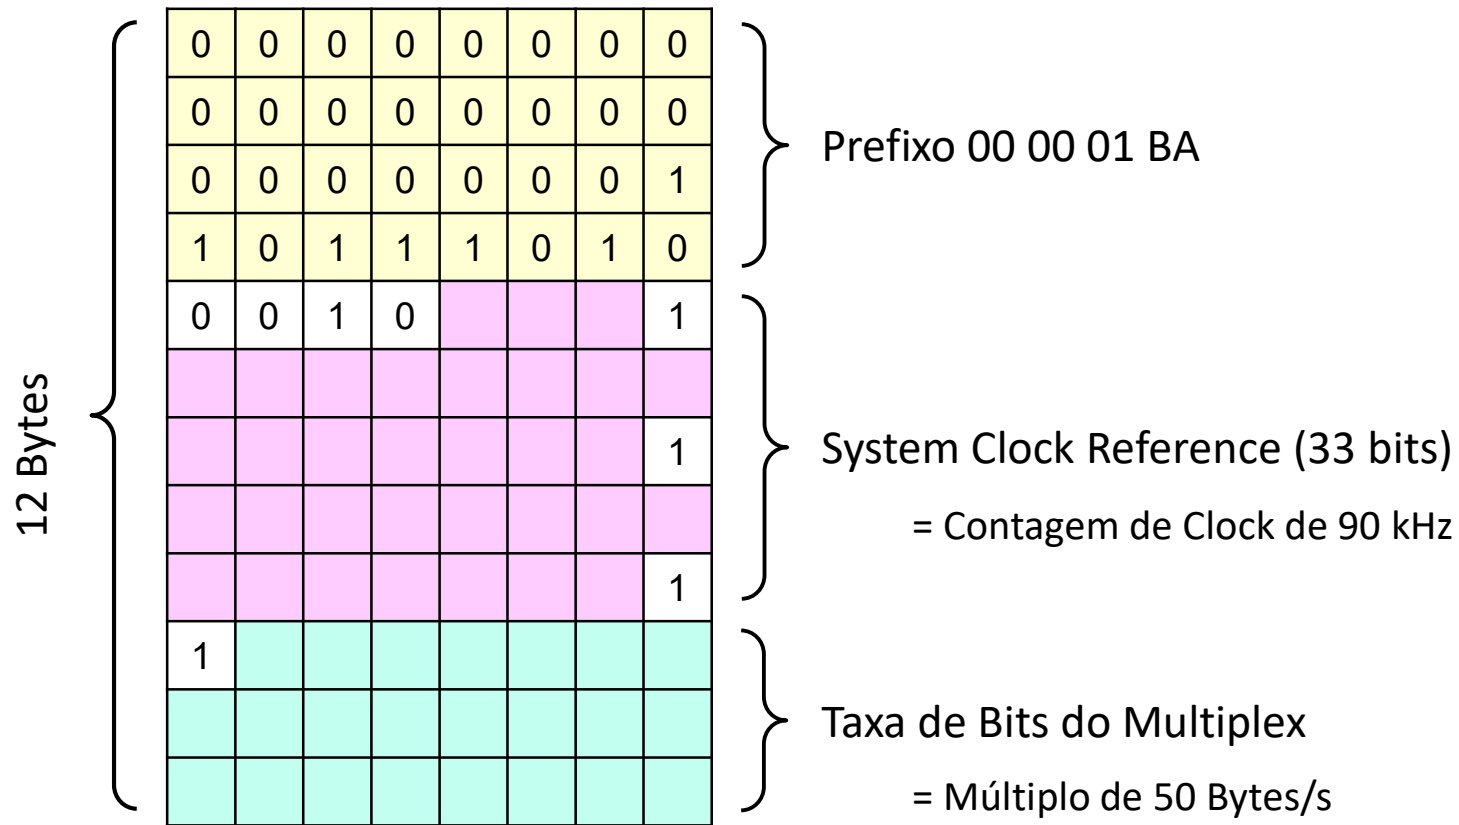 0 0 0 0 0 0 0 0
0 0 0 0 0 0 0 0
0 0 0 0 0 0 0 1
1 0 1 1 1 0 1 0
Prefixo 00 00 01 BA
0 0 1 0 1
1
1
System Clock Reference (33 bits)
= Contagem de Clock de 90 kHz
1
Taxa de Bits do Multiplex
= Múltiplo de 50 Bytes/s
12 Bytes